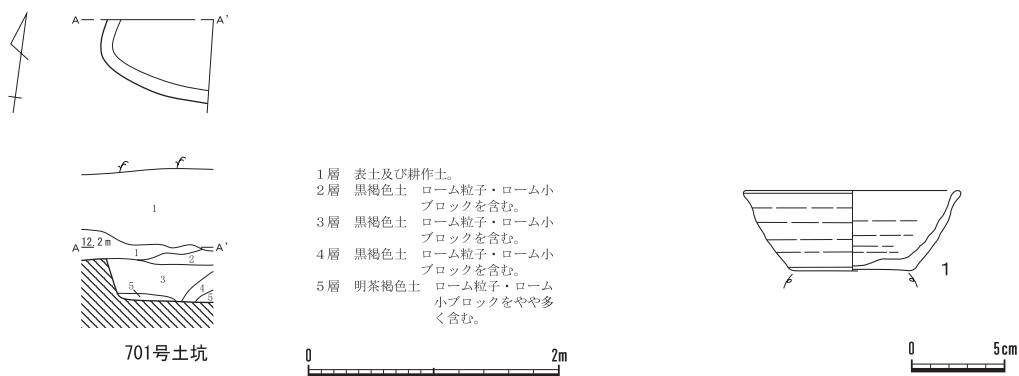 A A'
1
12.2m
A A'
1
2
3
5 4
5
701号土坑
1層 表土及び耕作土。
2層 黒褐色土 ローム粒子・ローム小
ブロックを含む。
3層 黒褐色土 ローム粒子・ローム小
ブロックを含む。
4層 黒褐色土 ローム粒子・ローム小
ブロックを含む。
5層 明茶褐色土 ローム粒子・ローム
小ブロックをやや多
く含む。
0 2m
1
0 5cm